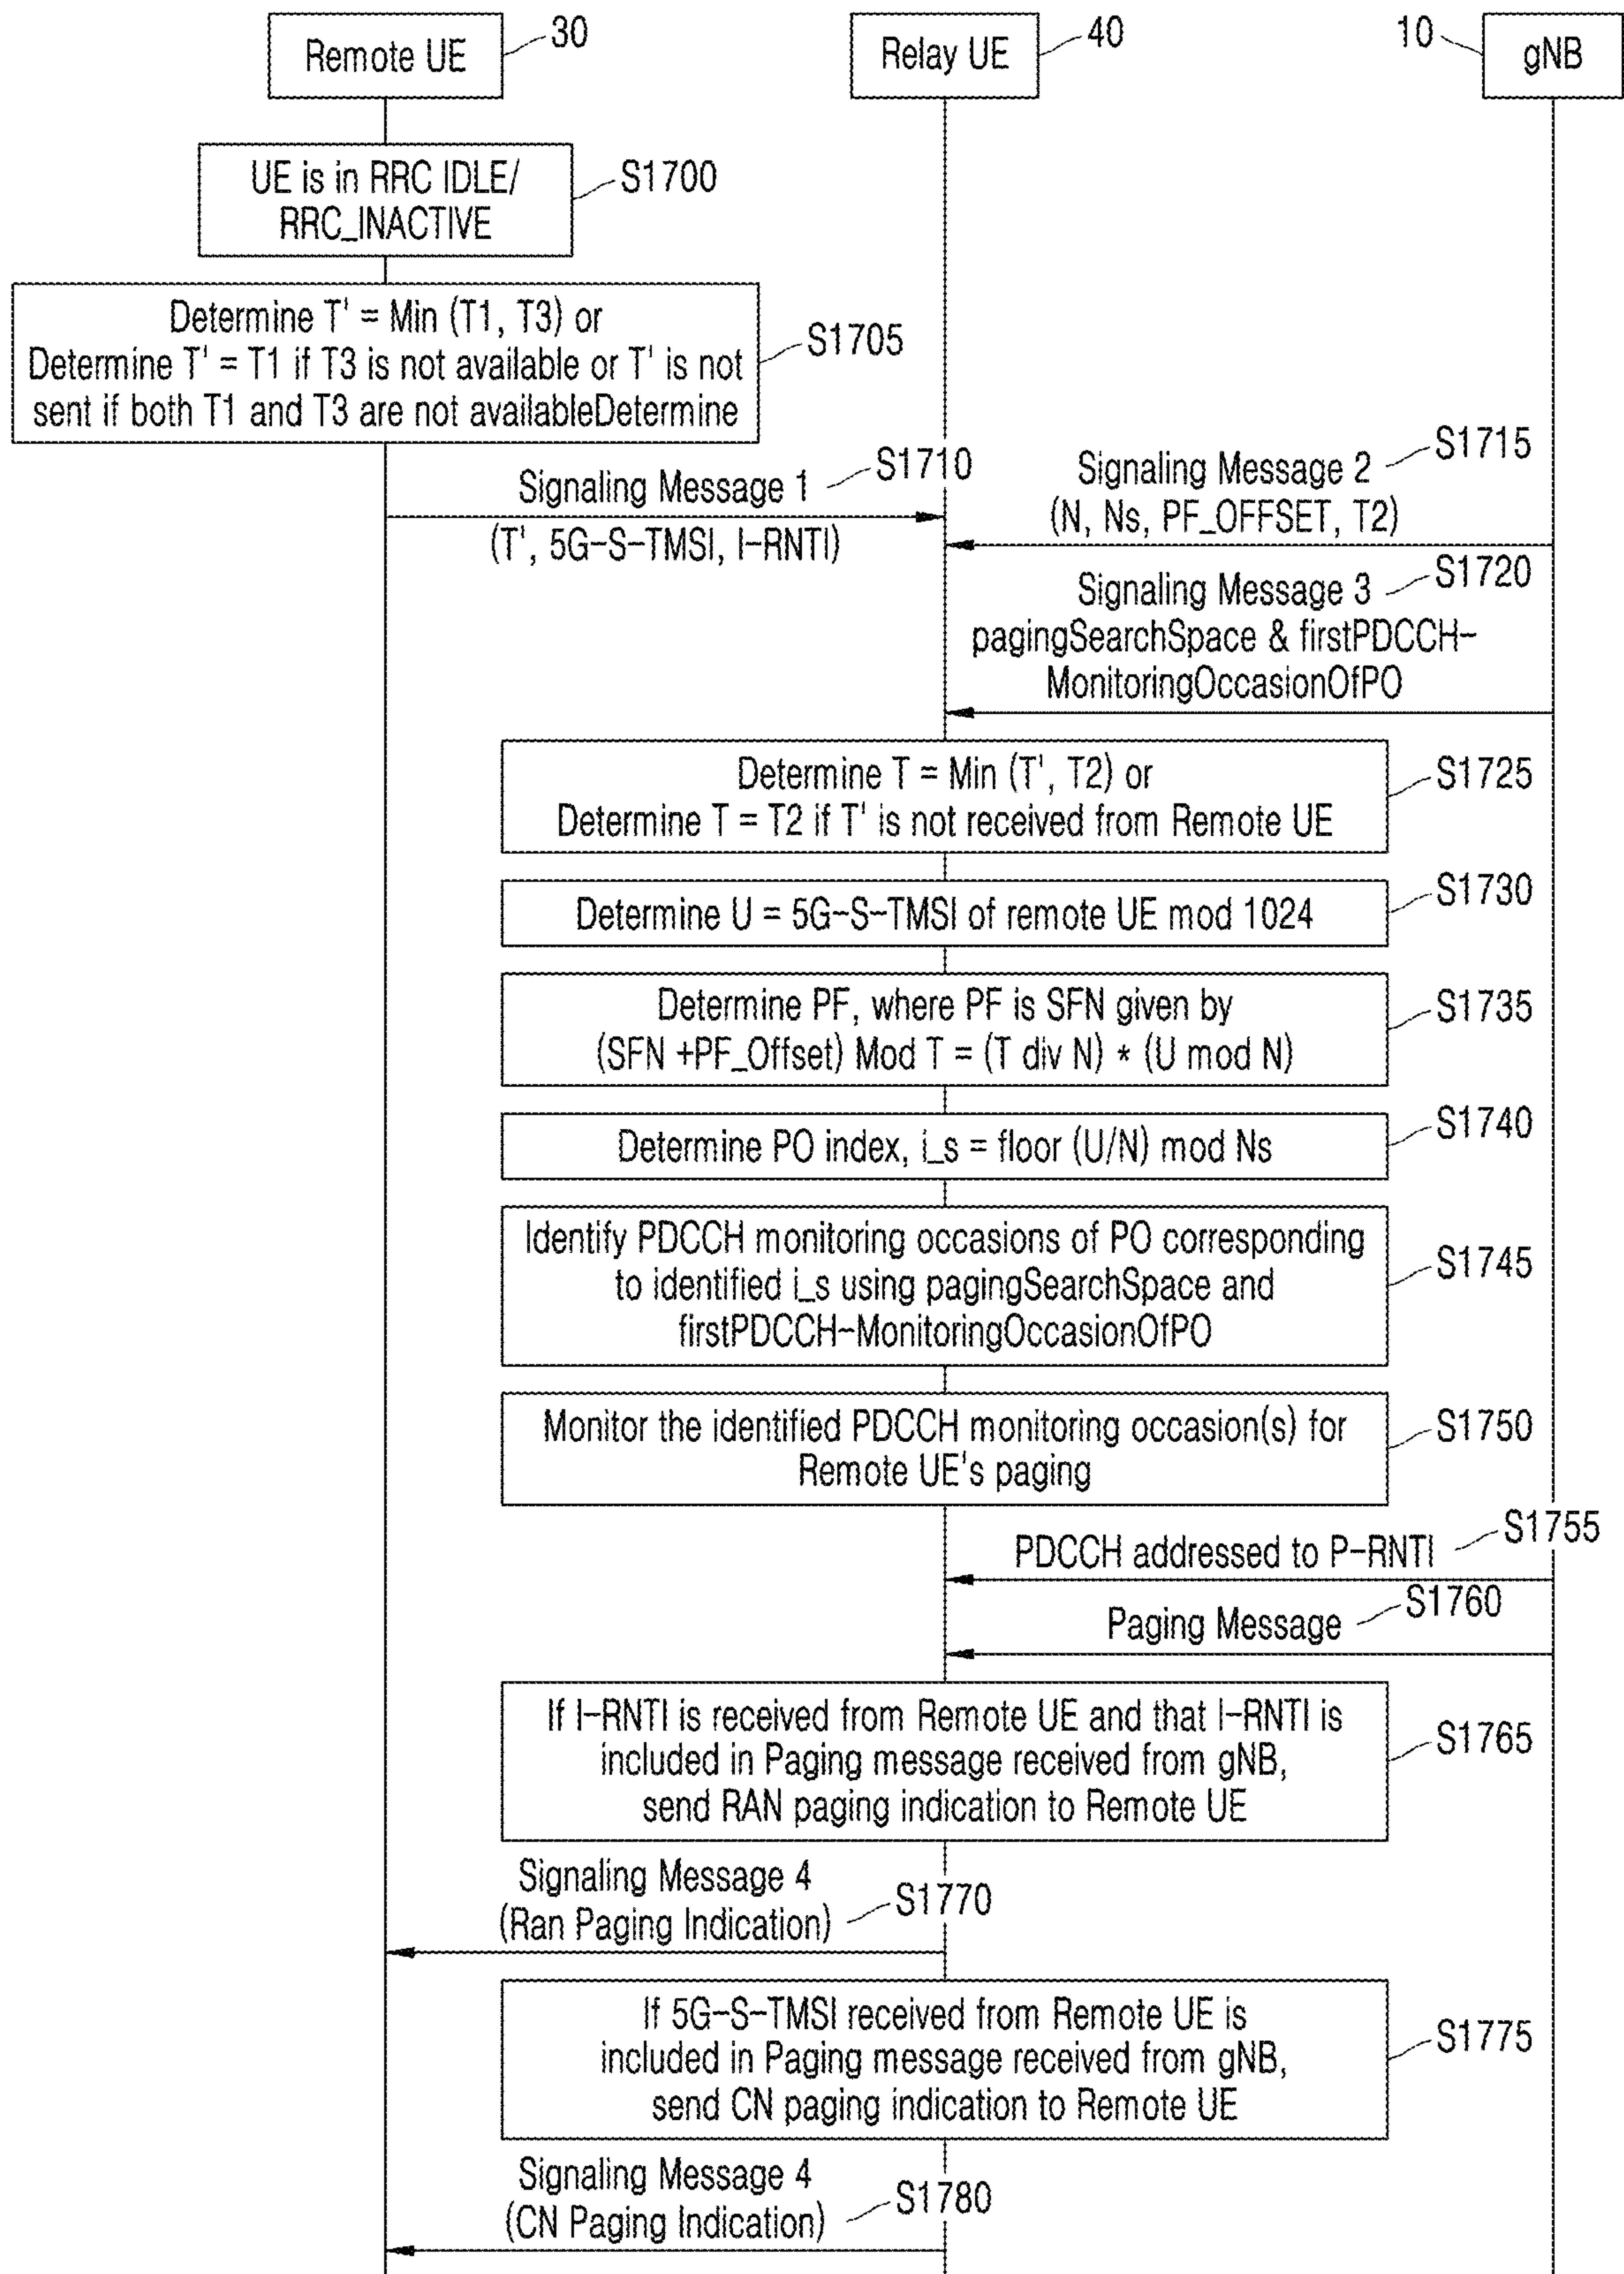 Remote UE
30
Relay UE
40
10
gNB
UE is in RRC IDLE/
RRC_INACTIVE
S1700
Determine T' = Min (T1, T3) or
Determine T' = T1 if T3 is not available or T' is not
sent if both T1 and T3 are not availableDetermine
S1705
Signaling Message 1
S1710
(T', 5G-S-TMSI, I-RNTI)
Signaling Message 2
S1715
(N, Ns, PF_OFFSET, T2)
Signaling Message 3
S1720
pagingSearchSpace & firstPDCCH-
MonitoringOccasionOfPO
Determine T = Min (T', T2) or
Determine T = T2 if T' is not received from Remote UE
S1725
Determine U = 5G-S-TMSI of remote UE mod 1024
S1730
Determine PF, where PF is SFN given by
(SFN +PF_Offset) Mod T = (T div N) * (U mod N)
S1735
Determine PO index, i_s = floor (U/N) mod Ns
S1740
Identify PDCCH monitoring occasions of PO corresponding
to identified i_s using pagingSearchSpace and
firstPDCCH-MonitoringOccasionOfPO
S1745
Monitor the identified PDCCH monitoring occasion(s) for
Remote UE's paging
S1750
PDCCH addressed to P-RNTI
S1755
Paging Message
S1760
If I-RNTI is received from Remote UE and that I-RNTI is
included in Paging message received from gNB,
send RAN paging indication to Remote UE
S1765
Signaling Message 4
(Ran Paging Indication)
S1770
If 5G-S-TMSI received from Remote UE is
included in Paging message received from gNB,
send CN paging indication to Remote UE
S1775
Signaling Message 4
(CN Paging Indication)
S1780